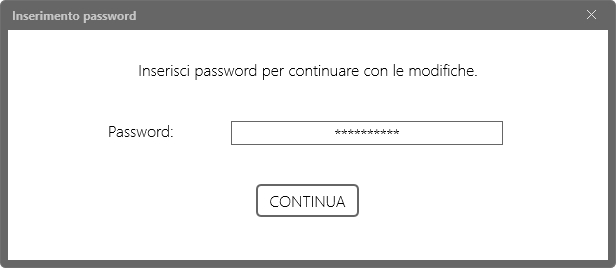 Inserimento password
Inserisci password per continuare con le modifiche.
Password: **********
CONTINUA